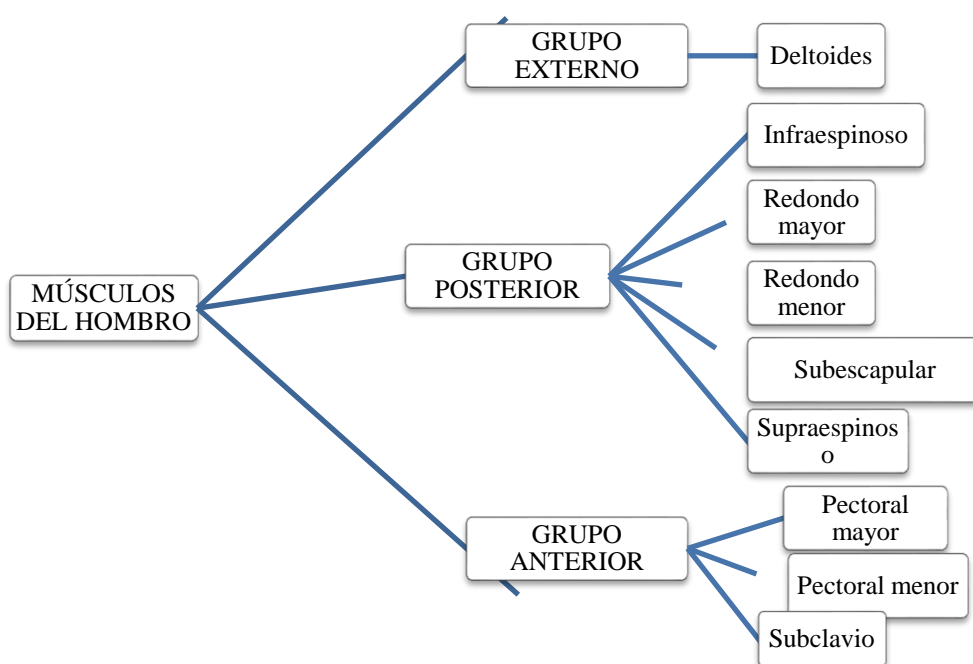 MÚSCULOS
DEL HOMBRO
GRUPO
EXTERNO
Deltoides
GRUPO
POSTERIOR
Infraespinoso
Redondo
mayor
Redondo
menor
Subescapular
Supraespinos
o
GRUPO
ANTERIOR
Pectoral
mayor
Pectoral menor
Subclavio